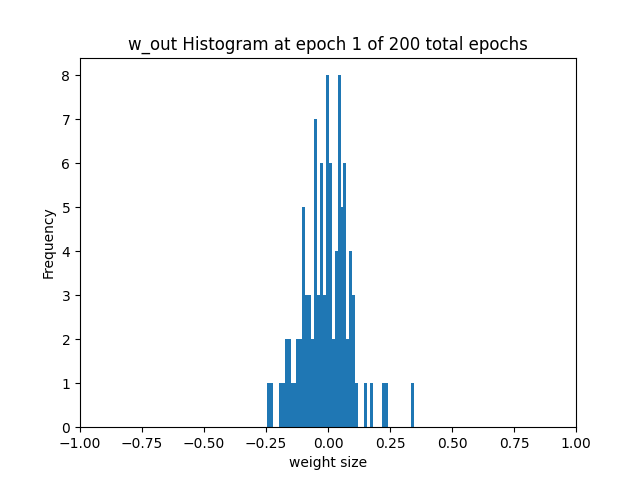 w_out Histogram at epoch 1 of 200 total epochs
Frequency
8
7
6
5
4
3
2
1
0
−1.00 −0.75 −0.50 −0.25 0.00 0.25 0.50 0.75 1.00
weight size